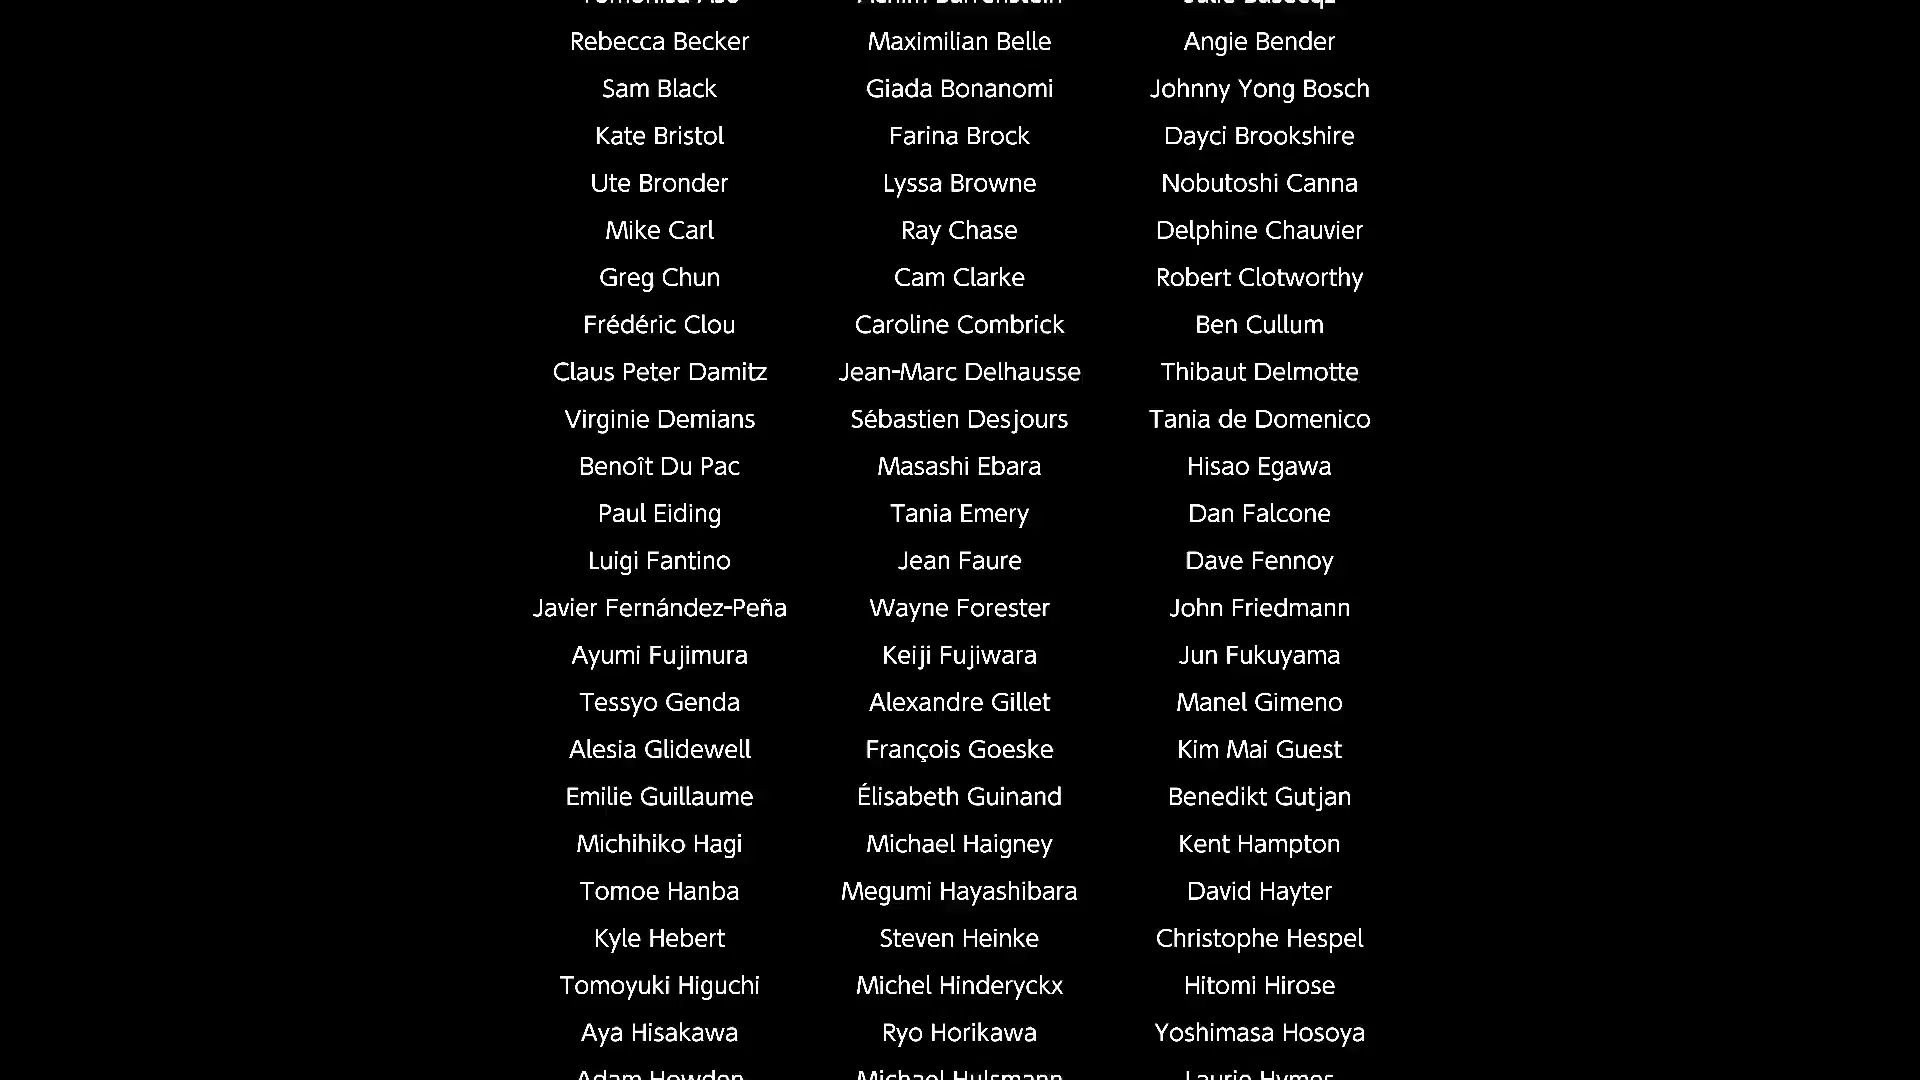 Rebecca Becker Maximilian Belle Angie Bender
Sam Black Giada Bonanomi Johnny Yong Bosch
Kate Bristol Farina Brock Dayci Brookshire
Ute Bronder Lyssa Browne Nobutoshi Canna
Mike Carl Ray Chase Delphine Chauvier
Greg Chun Cam Clarke Robert Clotworthy
Frédéric Clou Caroline Combrick Ben Cullum
Claus Peter Damitz Jean-Marc Delhausse Thibaut Delmotte
Virginie Demians Sébastien Desjours Tania de Domenico
Benoît Du Pac Masashi Ebara Hisao Egawa
Paul Eiding Tania Emery Dan Falcone
Luigi Fantino Jean Faure Dave Fennoy
Javier Fernández-Peña Wayne Forester John Friedmann
Ayumi Fujimura Keiji Fujiwara Jun Fukuyama
Tessyo Genda Alexandre Gillet Manel Gimeno
Alesia Glidewell François Goeske Kim Mai Guest
Emilie Guillaume Élisabeth Guinand Benedikt Gutjan
Michihiko Hagi Michael Haigney Kent Hampton
Tomoe Hanba Megumi Hayashibara David Hayter
Kyle Hebert Steven Heinke Christophe Hespel
Tomoyuki Higuchi Michel Hinderyckx Hitomi Hirose
Aya Hisakawa Ryo Horikawa Yoshimasa Hosoya
Adam Howden Michael Hulsmann Laurie Hymes